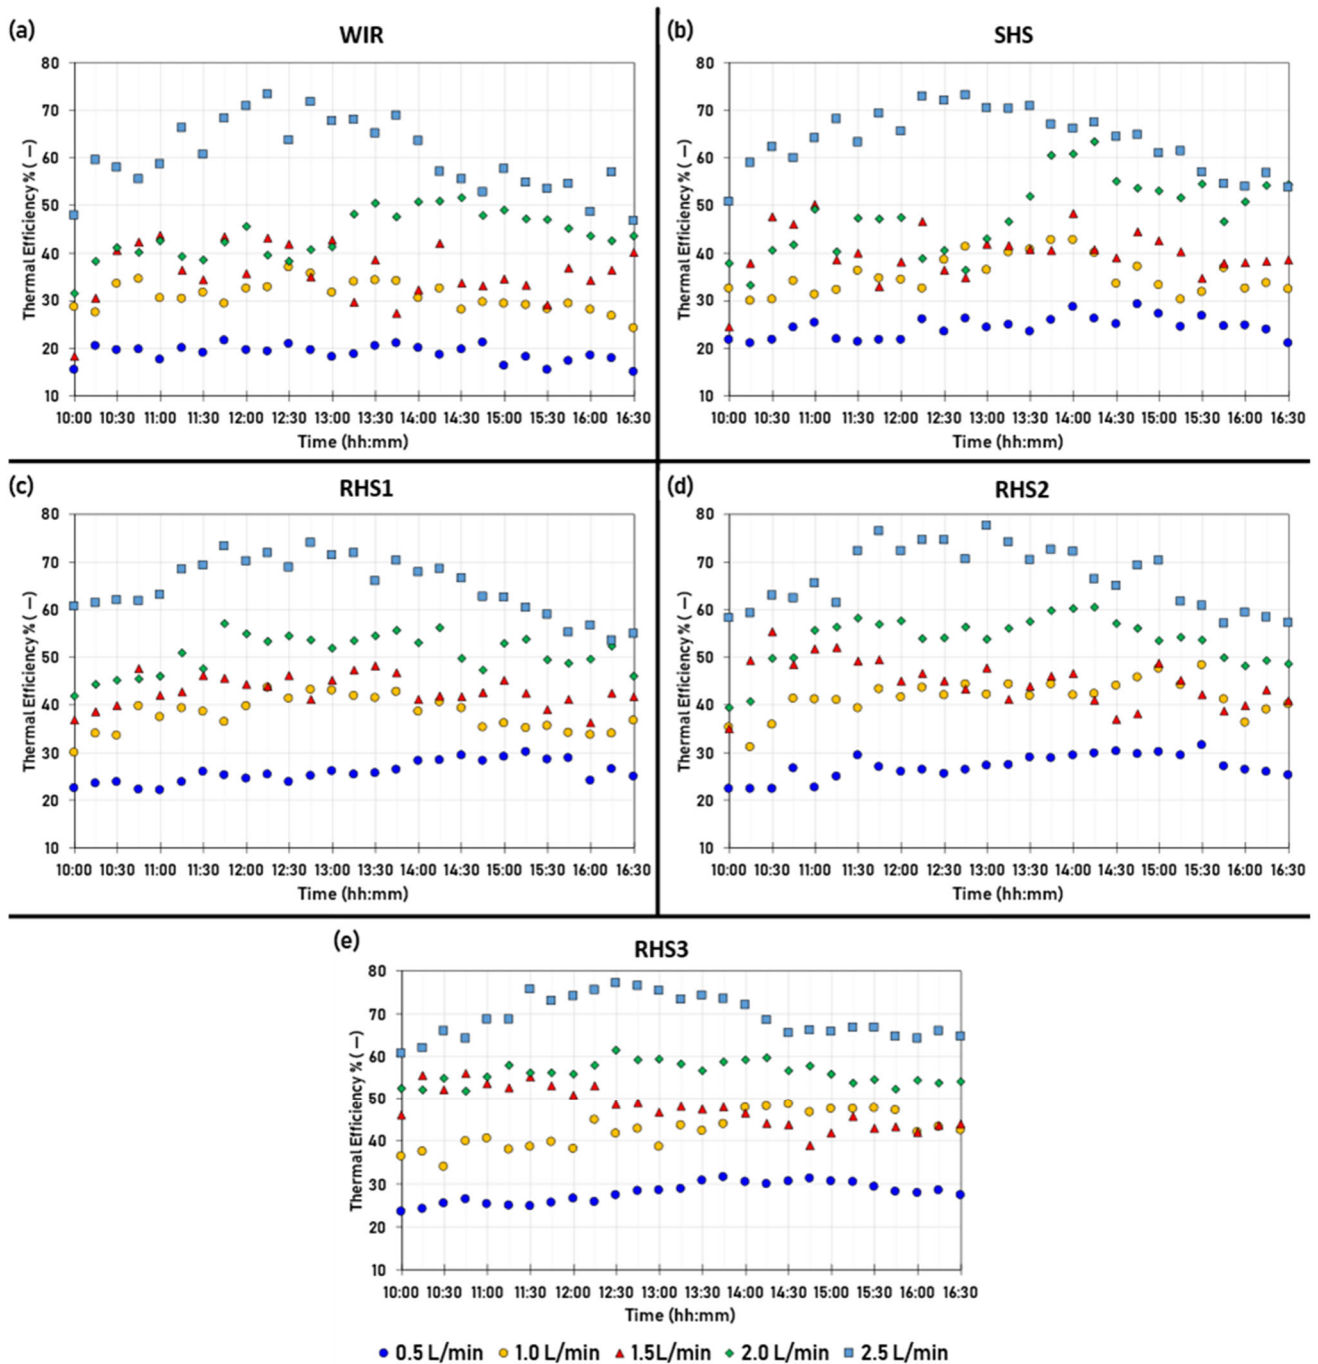 (a)
WIR
Thermal Efficiency % ( — )
80
70
60
50
40
30
20
10
10:00 10:30 11:00 11:30 12:00 12:30 13:00 13:30 14:00 14:30 15:00 15:30 16:00 16:30
Time (hh:mm)
(b)
SHS
Thermal Efficiency % ( — )
80
70
60
50
40
30
20
10
10:00 10:30 11:00 11:30 12:00 12:30 13:00 13:30 14:00 14:30 15:00 15:30 16:00 16:30
Time (hh:mm)
(c)
RHS1
Thermal Efficiency % ( — )
80
70
60
50
40
30
20
10
10:00 10:30 11:00 11:30 12:00 12:30 13:00 13:30 14:00 14:30 15:00 15:30 16:00 16:30
Time (hh:mm)
(d)
RHS2
Thermal Efficiency % ( — )
80
70
60
50
40
30
20
10
10:00 10:30 11:00 11:30 12:00 12:30 13:00 13:30 14:00 14:30 15:00 15:30 16:00 16:30
Time (hh:mm)
(e)
RHS3
Thermal Efficiency % ( — )
80
70
60
50
40
30
20
10
10:00 10:30 11:00 11:30 12:00 12:30 13:00 13:30 14:00 14:30 15:00 15:30 16:00 16:30
Time (hh:mm)
0.5 L/min 1.0 L/min 1.5L/min 2.0 L/min 2.5 L/min